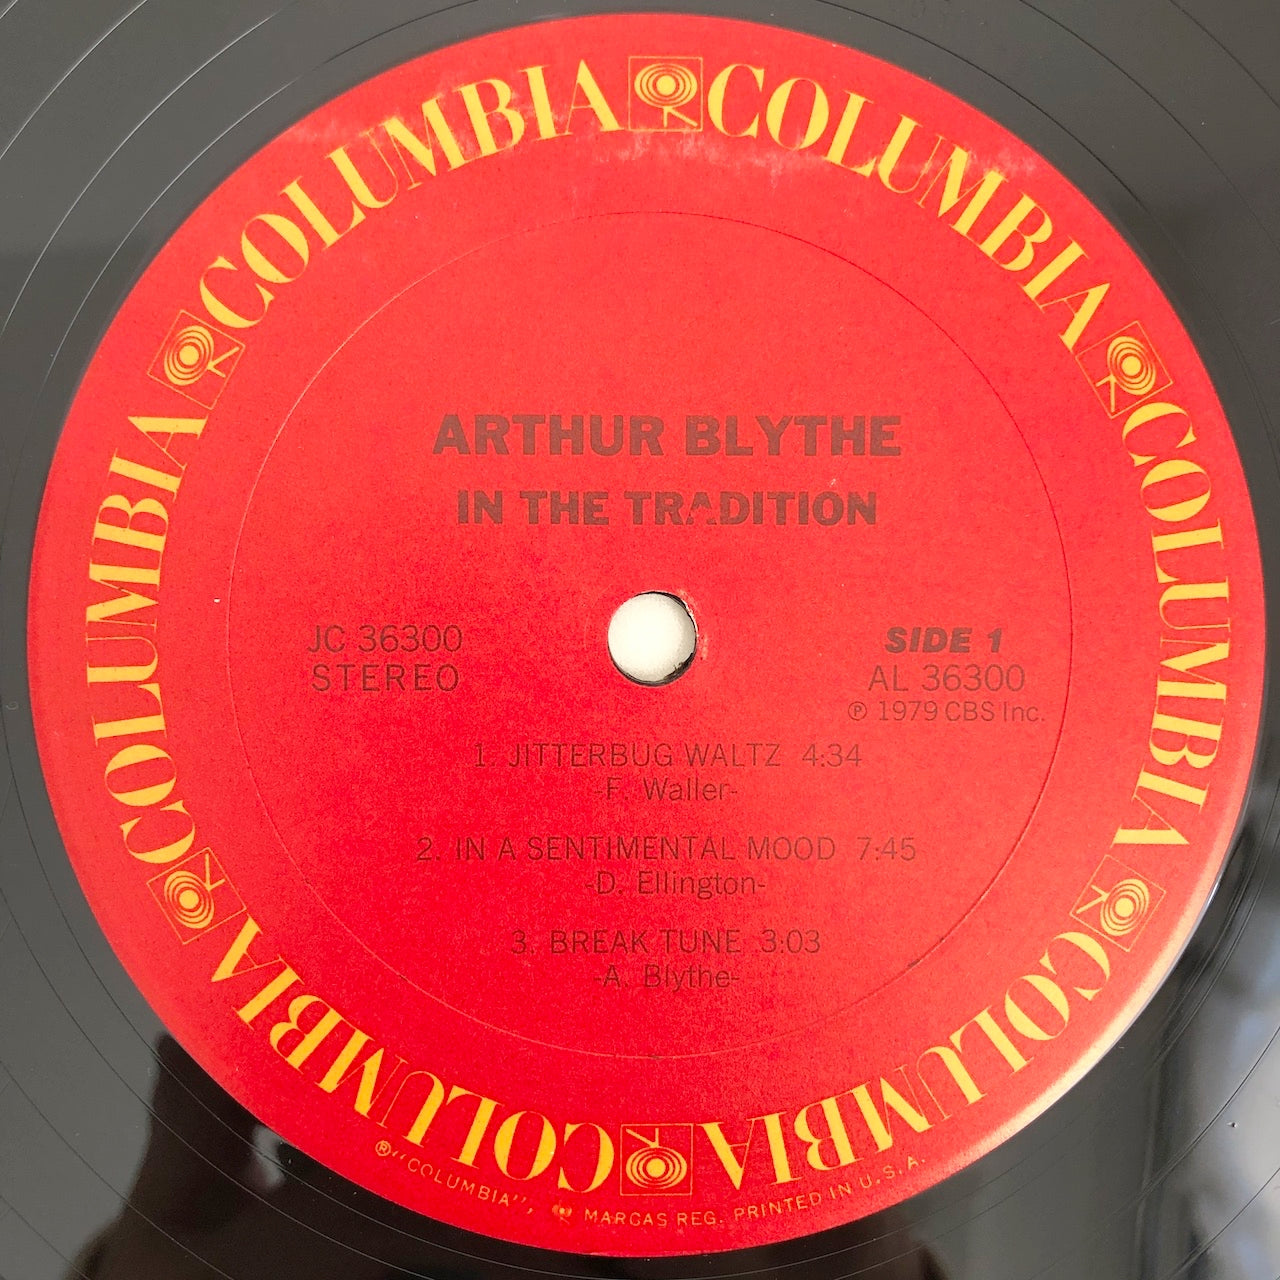 COLUMBIA COLUMBIA COLUMBIA COLUMBIA COLUMBIA COLUMBIA
ARTHUR BLYTHE
IN THE TRADITION
JC 36300
STEREO
SIDE 1
AL 36300
℗ 1979 CBS Inc.
1. JITTERBUG WALTZ 4:34
-F. Waller-
2. IN A SENTIMENTAL MOOD 7:45
-D. Ellington-
3. BREAK TUNE 3:03
-A. Blythe-
®"COLUMBIA", MARCAS REG. PRINTED IN U.S.A.